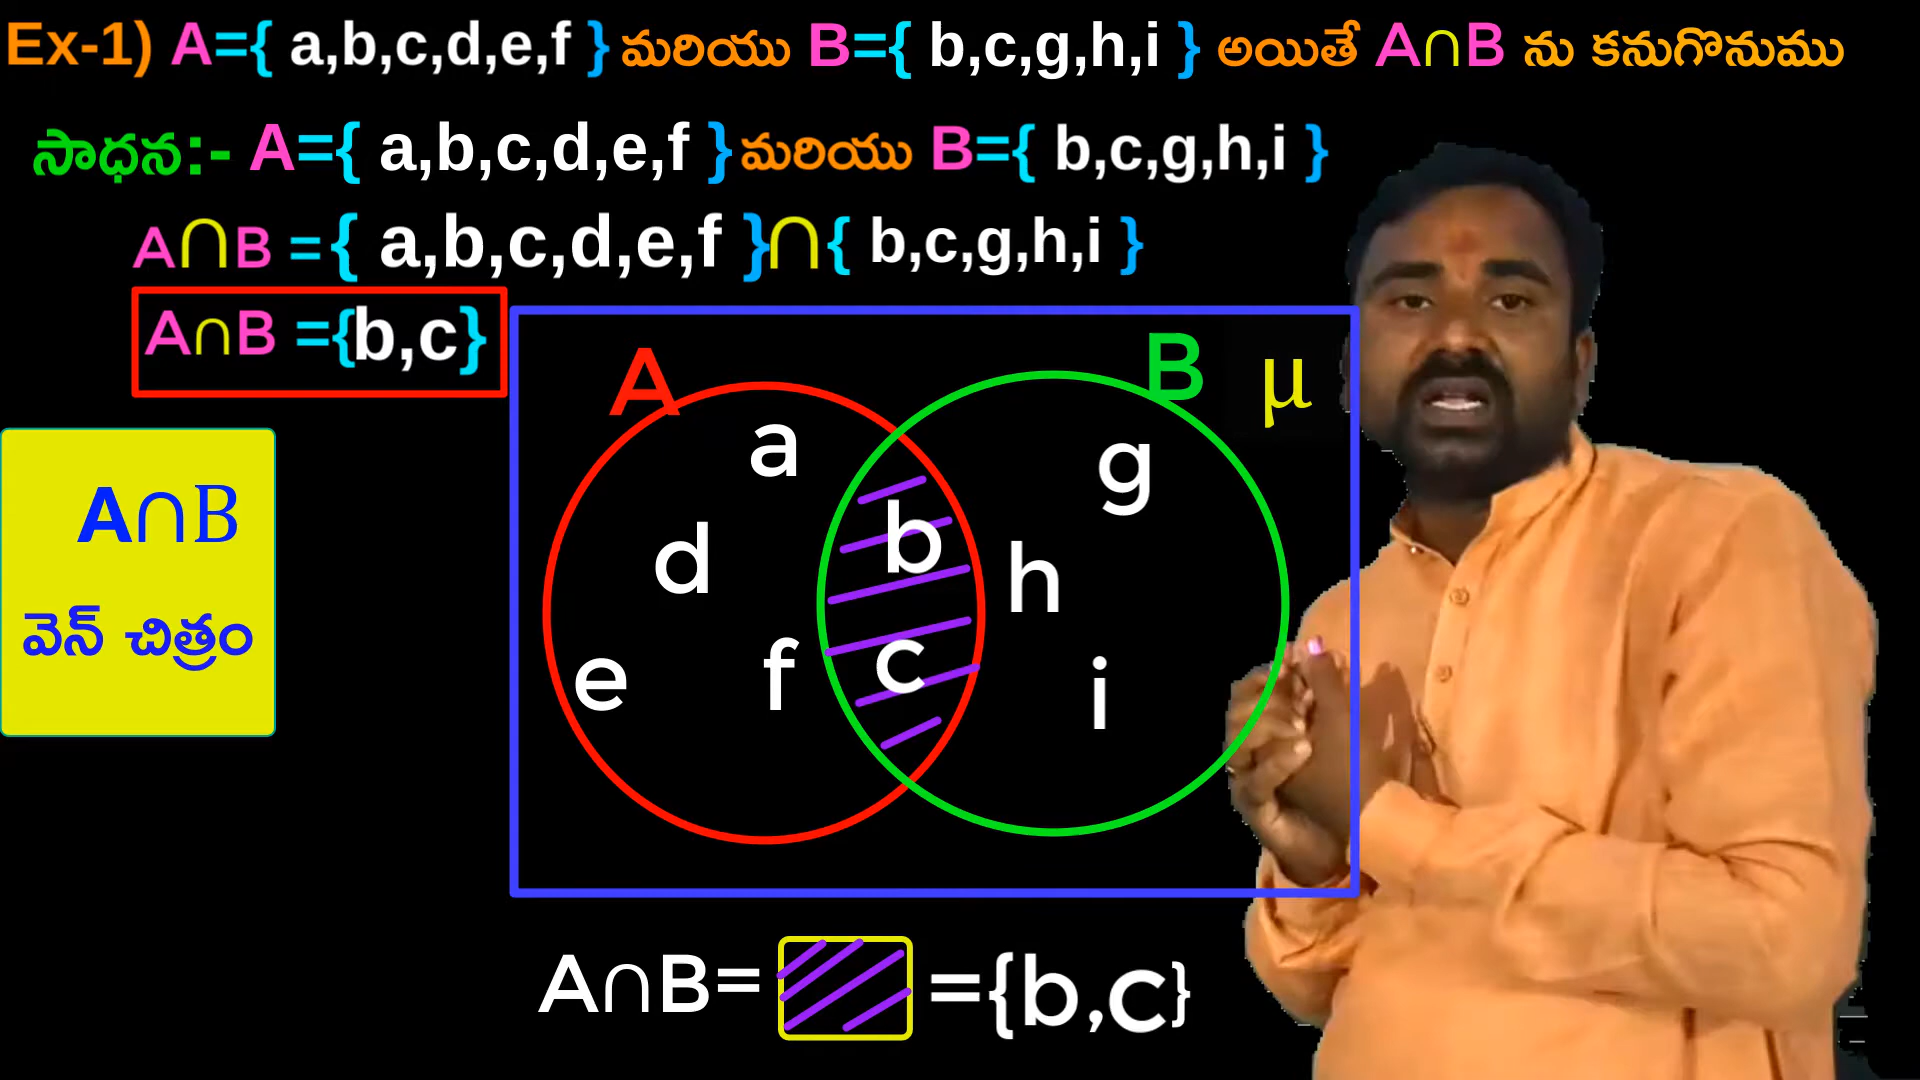 Ex-1) A={ a,b,c,d,e,f } మరియు B={ b,c,g,h,i } అయితే A∩B ను కనుగొనుము
సాధన:- A={ a,b,c,d,e,f } మరియు B={ b,c,g,h,i }
A∩B ={ a,b,c,d,e,f }∩{ b,c,g,h,i }
A∩B ={b,c}
A B μ
a g
b
d h
c
e f i
A∩B
వెన్ చిత్రం
A∩B= ={b,c}